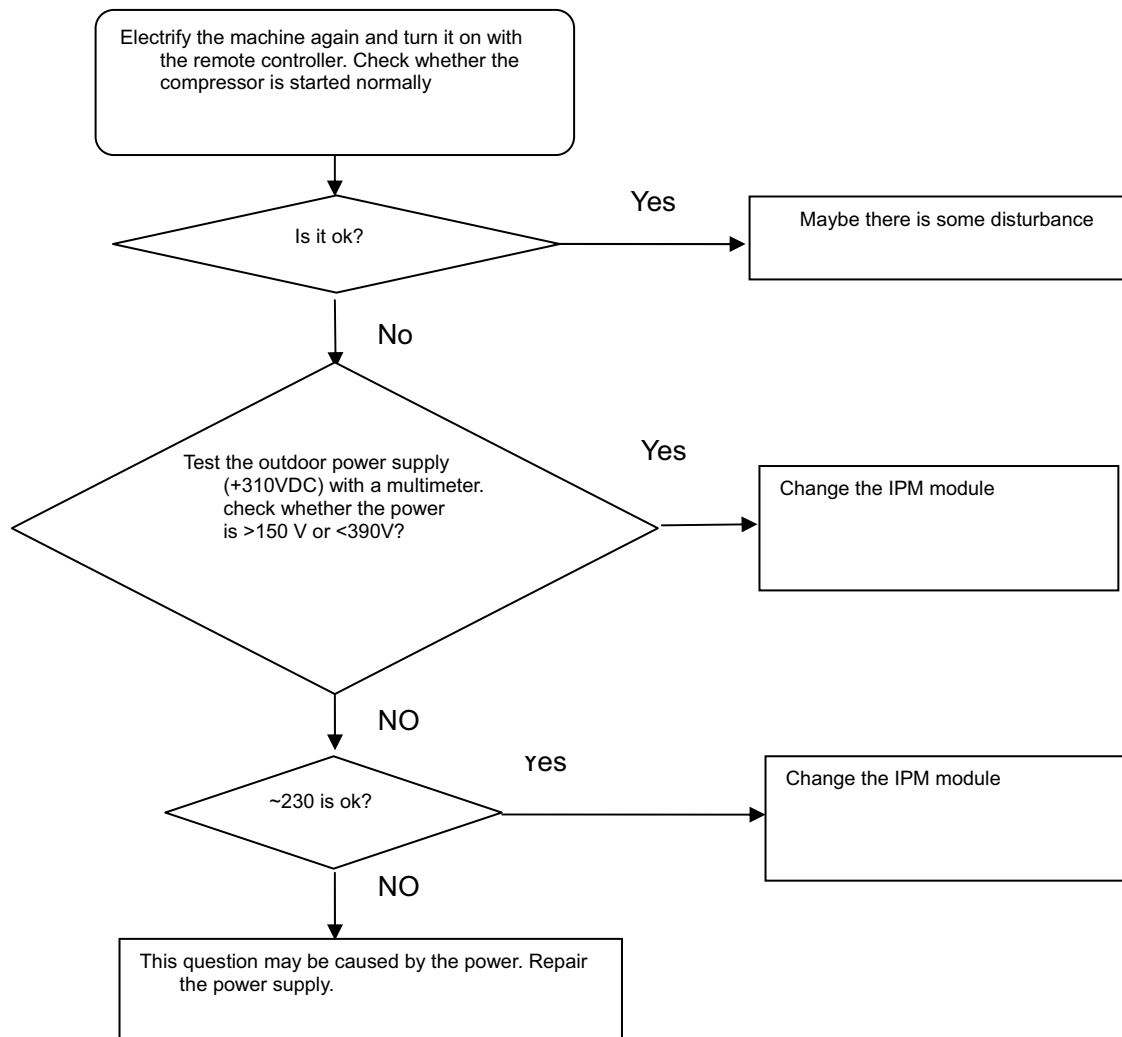 Electrify the machine again and turn it on with
the remote controller. Check whether the
compressor is started normally
Is it ok?
Yes
Maybe there is some disturbance
No
Test the outdoor power supply
(+310VDC) with a multimeter.
check whether the power
is >150 V or <390V?
Yes
Change the IPM module
NO
~230 is ok?
Yes
Change the IPM module
NO
This question may be caused by the power. Repair
the power supply.